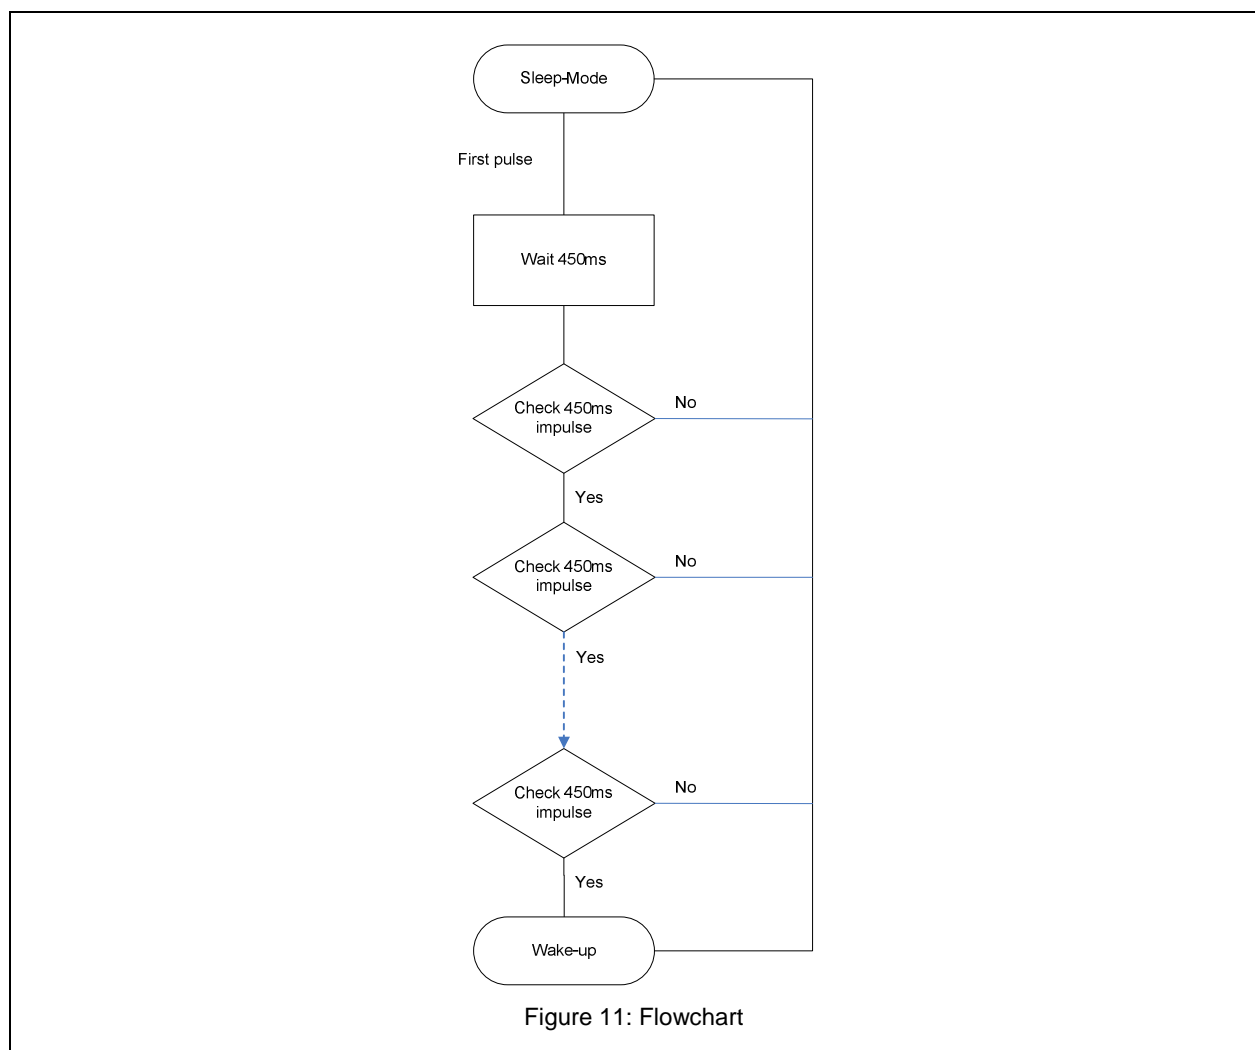 Sleep-Mode
First pulse
Wait 450ms
Check 450ms
impulse
No
Yes
Check 450ms
impulse
No
Yes
Check 450ms
impulse
No
Yes
Wake-up
Figure 11: Flowchart